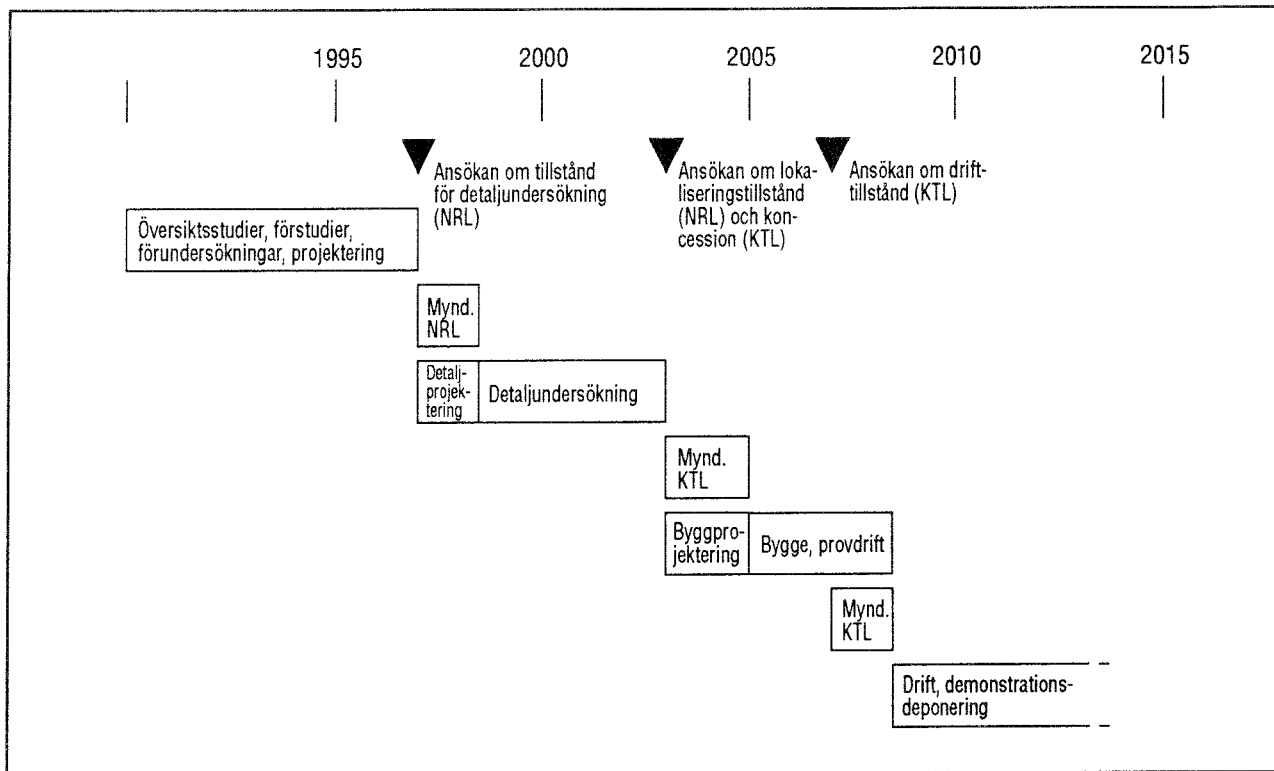 1995 2000 2005 2010 2015
Ansökan om tillstånd
för detaljundersökning
(NRL)
Ansökan om loka-
liseringstillstånd
(NRL) och kon-
cession (KTL)
Ansökan om drift-
tillstånd (KTL)
Översiktsstudier, förstudier,
förundersökningar, projektering
Mynd.
NRL
Detalj-
projek-
tering
Detaljundersökning
Mynd.
KTL
Byggpro-
jektering
Bygge, provdrift
Mynd.
KTL
Drift, demonstrations-
deponering